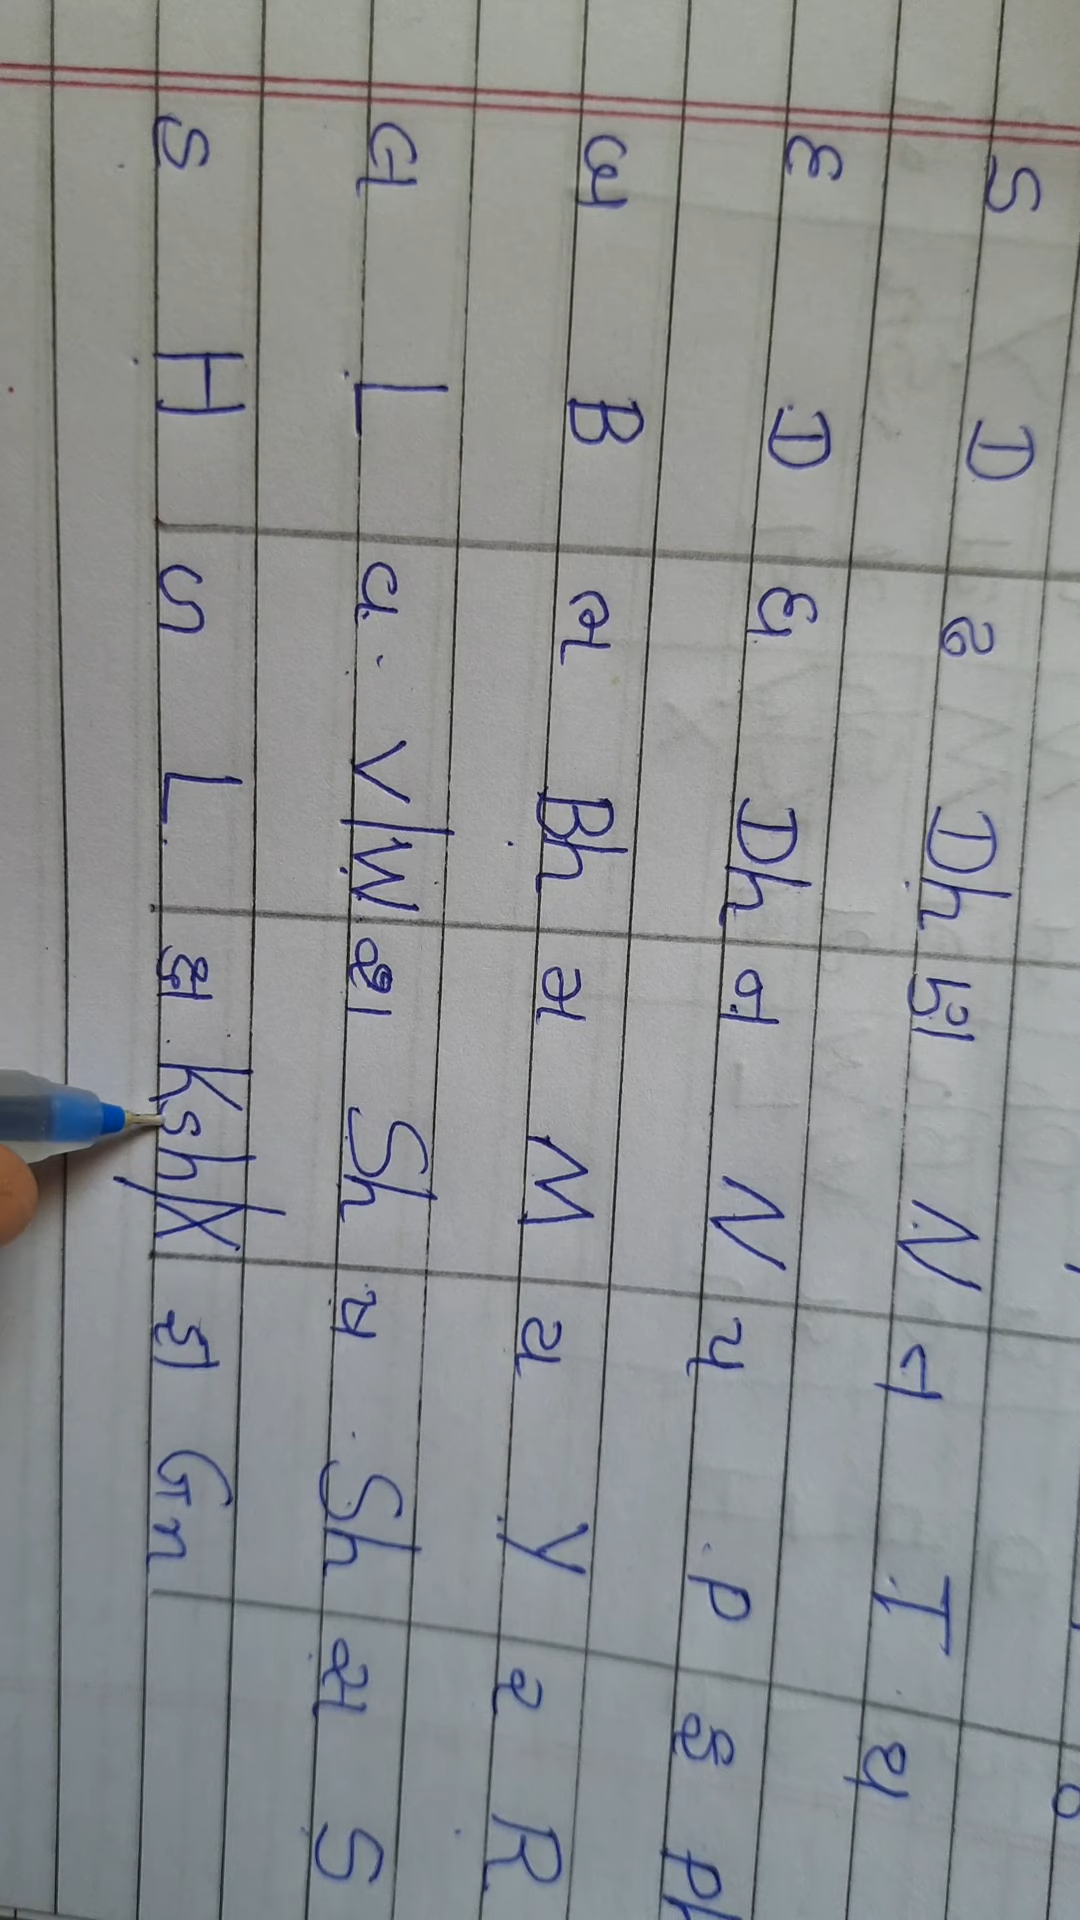 ડ D ઢ Dh ણ N ત T થ
દ D ધ Dh ન N પ P ફ Ph
બ B ભ Bh મ M ય Y ર R
લ L વ V/W શ Sh ષ Sh સ S
હ H ળ L ક્ષ Ksh/X જ્ઞ Gn